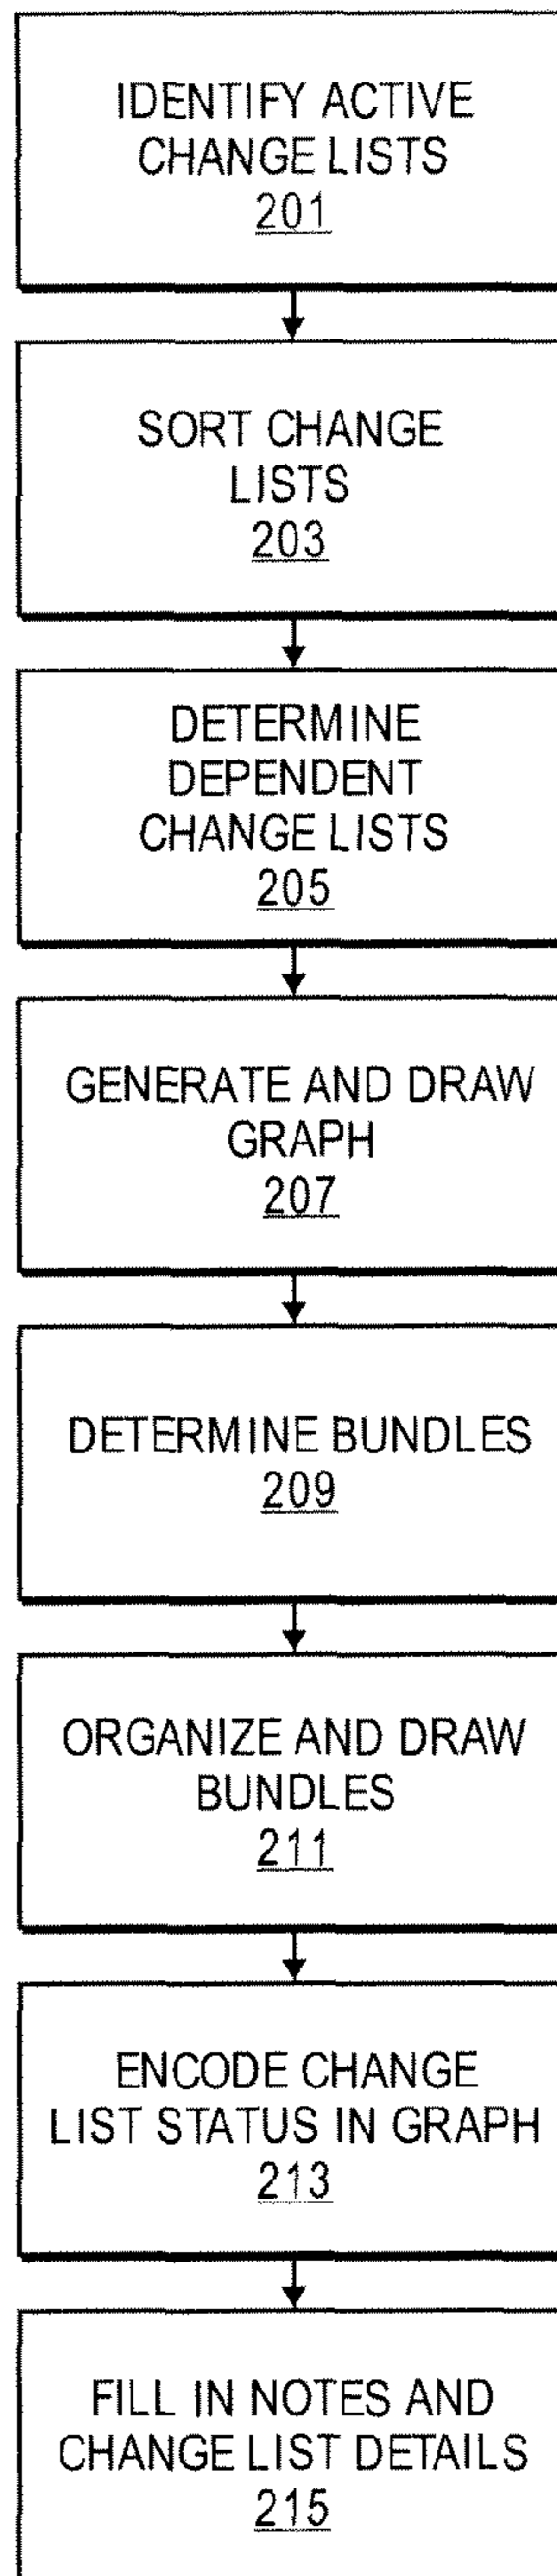 IDENTIFY ACTIVE
CHANGE LISTS
201
SORT CHANGE
LISTS
203
DETERMINE
DEPENDENT
CHANGE LISTS
205
GENERATE AND DRAW
GRAPH
207
DETERMINE BUNDLES
209
ORGANIZE AND DRAW
BUNDLES
211
ENCODE CHANGE
LIST STATUS IN GRAPH
213
FILL IN NOTES AND
CHANGE LIST DETAILS
215